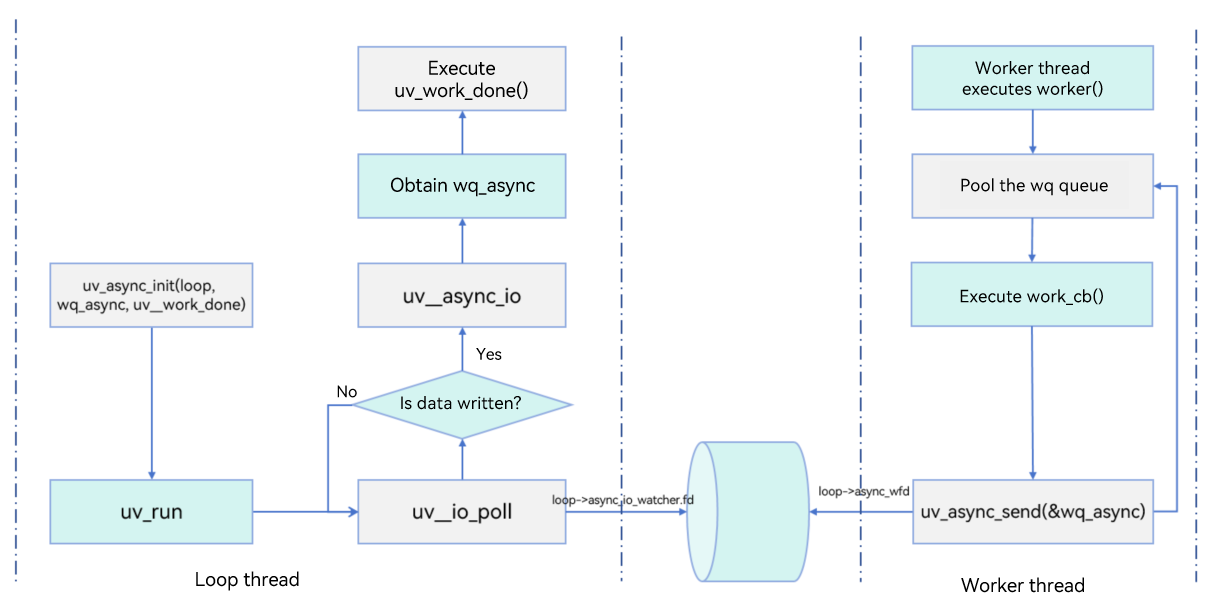 Execute
uv_work_done()
Worker thread
executes worker()
Obtain wq_async
Pool the wq queue
uv_async_init(loop,
wq_async, uv__work_done)
uv__async_io
Execute work_cb()
Yes
No
Is data written?
loop->async_io_watcher.fd
loop->async_wfd
uv_run
uv__io_poll
uv_async_send(&wq_async)
Loop thread
Worker thread